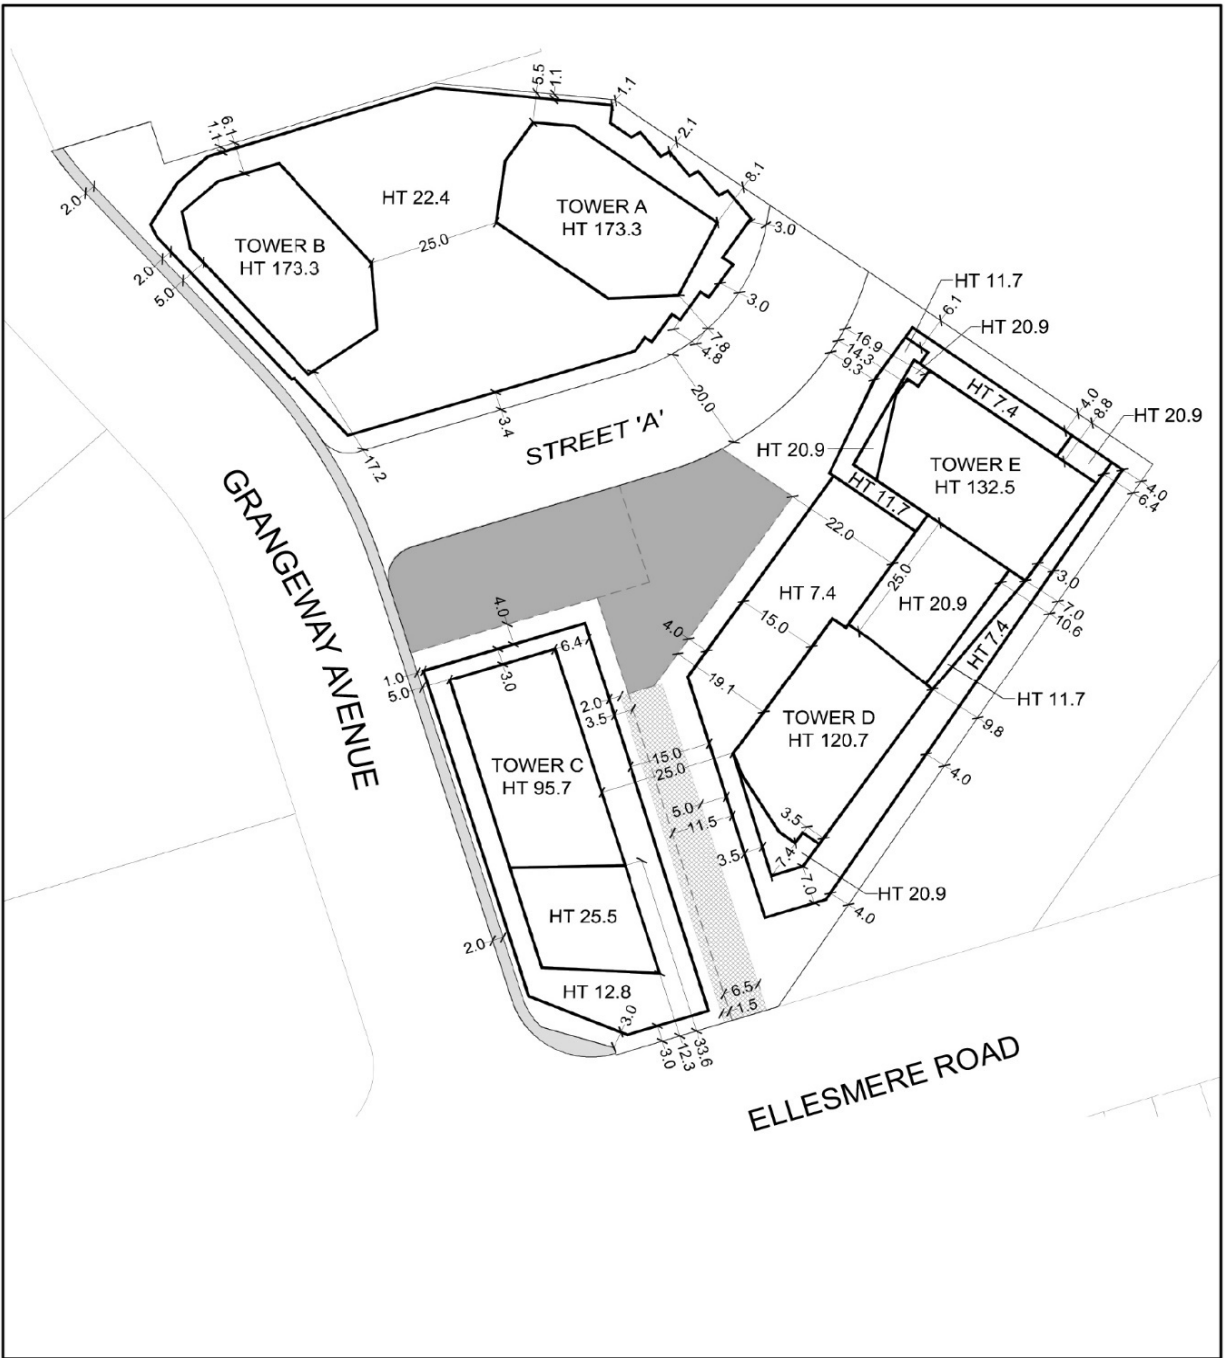 5.5
1.1
1.1
6.1
1.1
2.1
8.1
2.0
HT 22.4
TOWER A
HT 173.3
3.0
TOWER B
HT 173.3
25.0
2.0
5.0
3.0
HT 11.7
6.1
HT 20.9
7.8
4.8
16.9
14.3
9.3
20.0
HT 7.4
4.0
8.8
HT 20.9
3.4
STREET 'A'
17.2
HT 20.9
TOWER E
HT 132.5
4.0
6.4
HT 11.7
GRANGEWAY AVENUE
22.0
25.0
3.0
HT 7.4
HT 20.9
7.0
10.6
4.0
15.0
HT 7.4
4.0
6.4
1.0
5.0
3.0
19.1
HT 11.7
2.0
3.5
TOWER D
HT 120.7
9.8
15.0
25.0
TOWER C
HT 95.7
4.0
5.0
11.5
3.5
3.5
7.4
7.0
HT 20.9
4.0
HT 25.5
2.0
HT 12.8
6.5
1.5
3.0
3.0
12.3
33.6
ELLESMERE ROAD